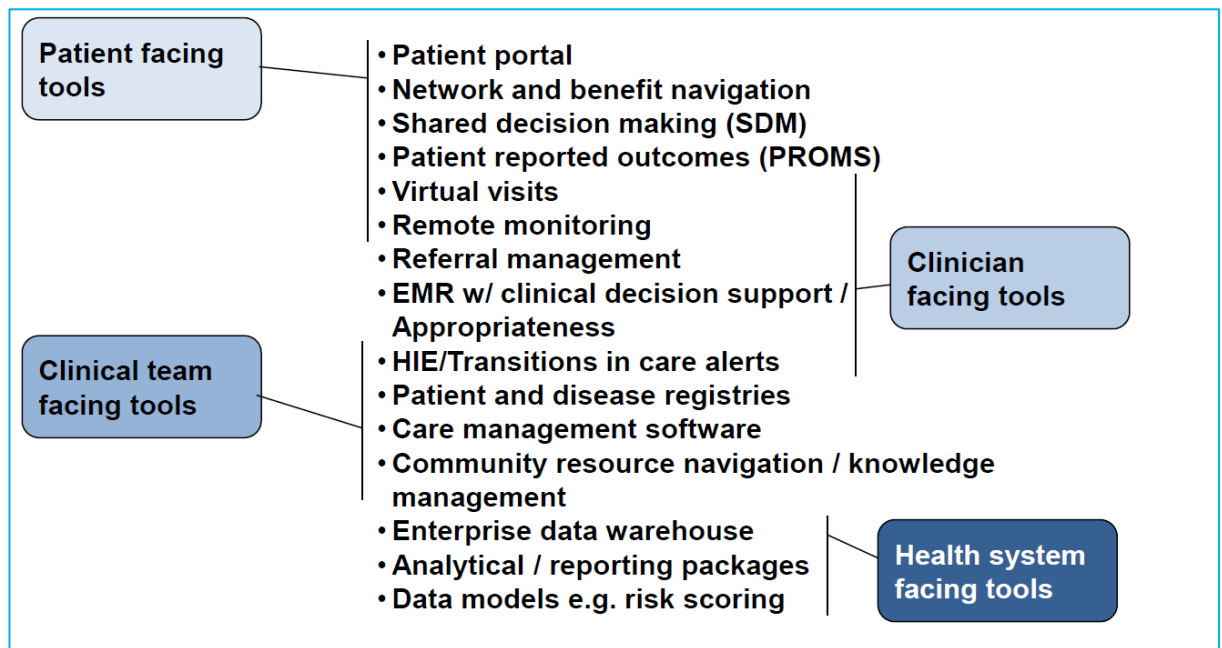 Patient facing
tools
• Patient portal
• Network and benefit navigation
• Shared decision making (SDM)
• Patient reported outcomes (PROMS)
• Virtual visits
• Remote monitoring
• Referral management
• EMR w/ clinical decision support /
Appropriateness
• HIE/Transitions in care alerts
• Patient and disease registries
• Care management software
• Community resource navigation / knowledge
management
• Enterprise data warehouse
• Analytical / reporting packages
• Data models e.g. risk scoring
Clinician
facing tools
Clinical team
facing tools
Health system
facing tools